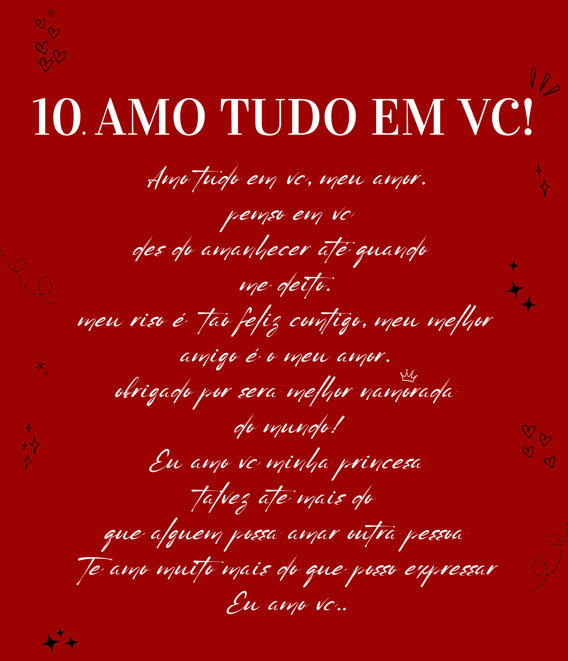 10. AMO TUDO EM VC!
Amo tudo em vc, meu amor.
pemso em vc
des do amanhecer até quando
me deito.
meu riso é tão feliz contigo, meu melhor
amigo é o meu amor.
obrigado por sera melhor namorada
do mundo!
Eu amo vc minha princesa
talvez até mais do
que alguem possa amar outra pessoa
Te amo muito mais do que posso expressar
Eu amo vc..